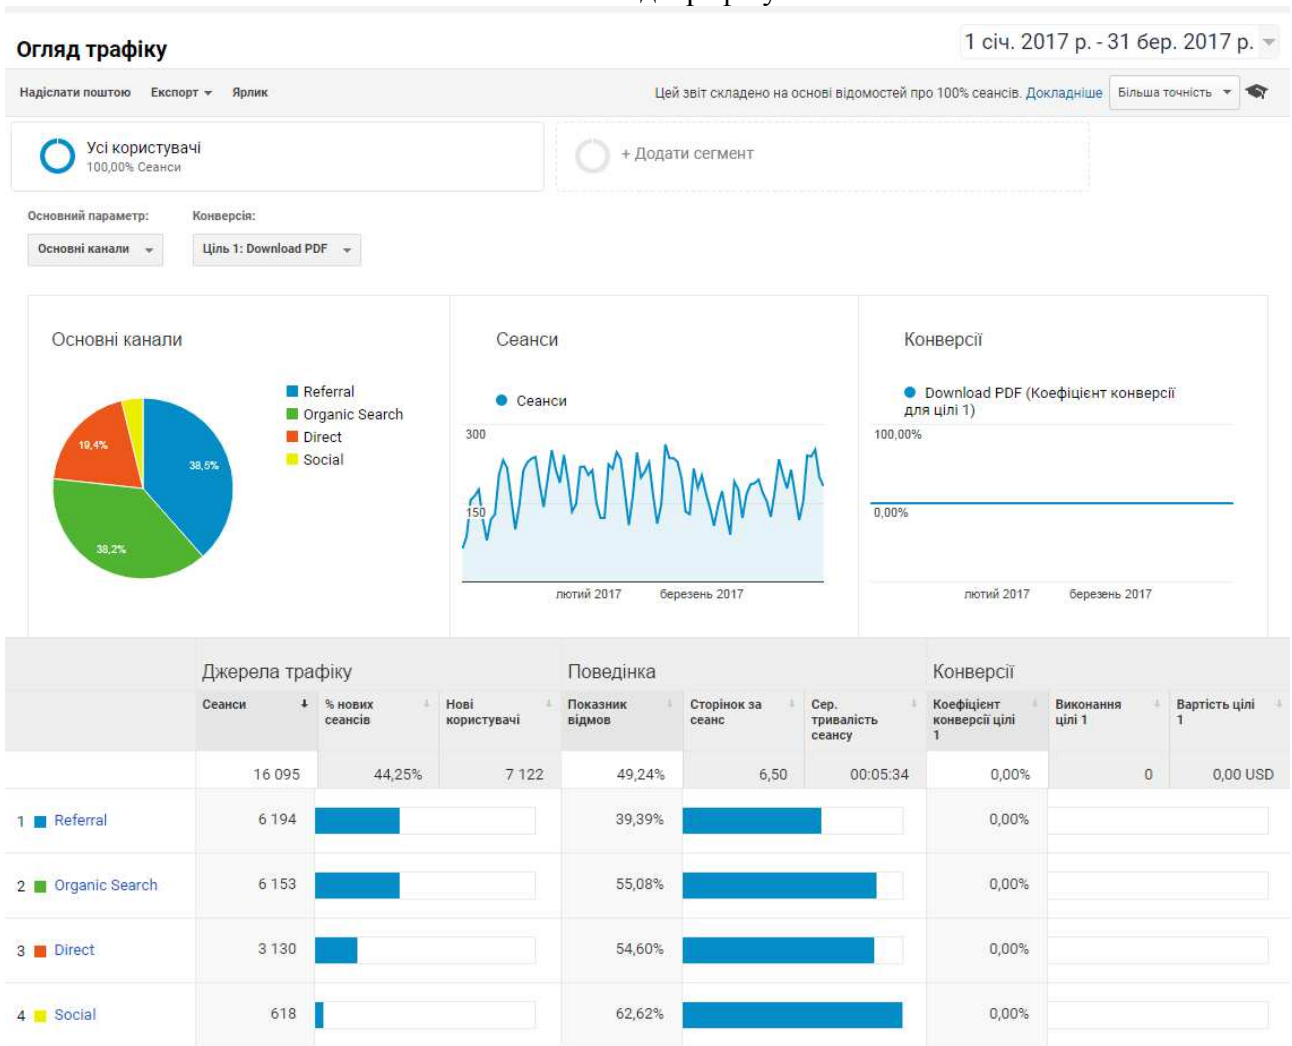 Огляд трафіку
1 січ. 2017 р. - 31 бер. 2017 р.
Надіслати поштою Експорт Ярлик
Цей звіт складено на основі відомостей про 100% сеансів. Докладніше Більша точність
Усі користувачі
100,00% Сеанси
+ Додати сегмент
Основний параметр: Конверсія:
Основні канали Ціль 1: Download PDF
Основні канали
Referral
Organic Search
Direct
Social
19,4%
38,5%
38,2%
Сеанси
Сеанси
300
150
лютий 2017 березень 2017
Конверсії
Download PDF (Коефіцієнт конверсії
для цілі 1)
100,00%
0,00%
лютий 2017 березень 2017
Джерела трафіку Поведінка Конверсії
Сеанси
% нових
сеансів
Нові
користувачі
Показник
відмов
Сторінок за
сеанс
Сер.
тривалість
сеансу
Коефіцієнт
конверсії цілі
1
Виконання
цілі 1
Вартість цілі
1
16 095 44,25% 7 122 49,24% 6,50 00:05:34 0,00% 0 0,00 USD
1 Referral 6 194 39,39% 0,00%
2 Organic Search 6 153 55,08% 0,00%
3 Direct 3 130 54,60% 0,00%
4 Social 618 62,62% 0,00%